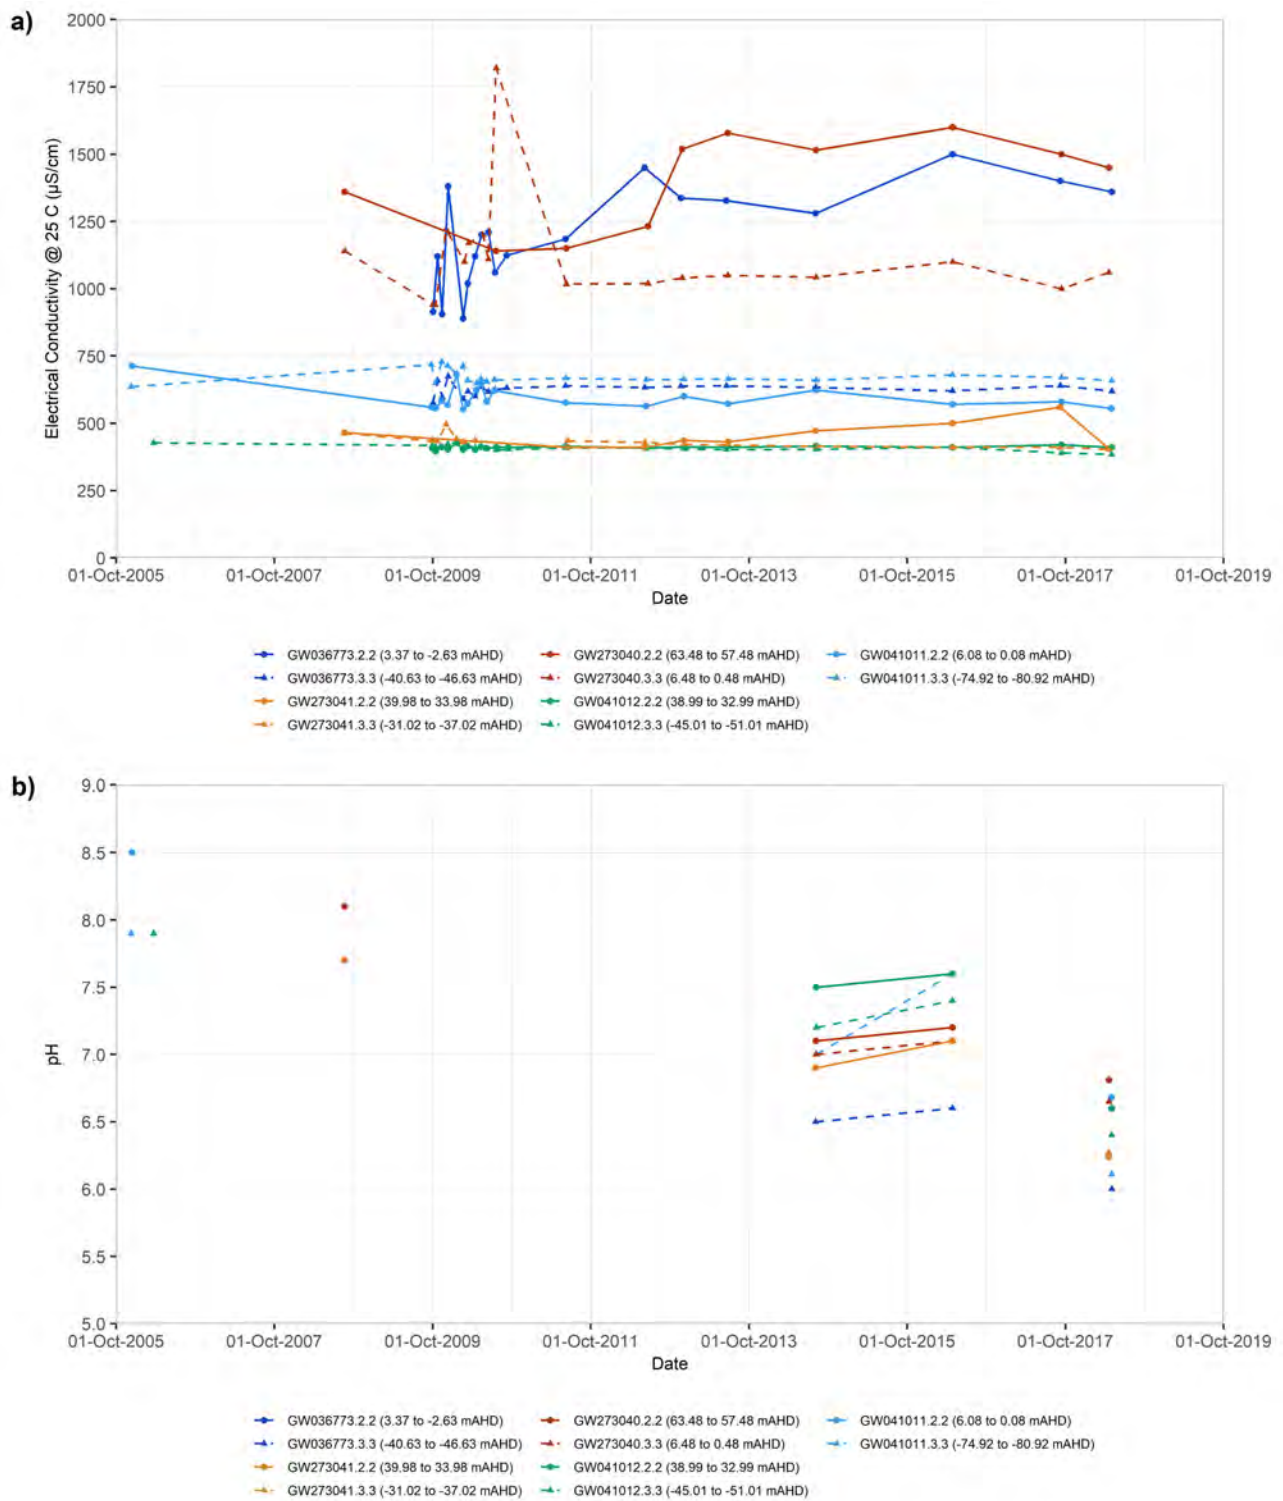 a)
2000
1750
1500
1250
1000
750
500
250
0
Electrical Conductivity @ 25 C (µS/cm)
01-Oct-2005 01-Oct-2007 01-Oct-2009 01-Oct-2011 01-Oct-2013 01-Oct-2015 01-Oct-2017 01-Oct-2019
Date
GW036773.2.2 (3.37 to -2.63 mAHD) GW273040.2.2 (63.48 to 57.48 mAHD) GW041011.2.2 (6.08 to 0.08 mAHD)
GW036773.3.3 (-40.63 to -46.63 mAHD) GW273040.3.3 (6.48 to 0.48 mAHD) GW041011.3.3 (-74.92 to -80.92 mAHD)
GW273041.2.2 (39.98 to 33.98 mAHD) GW041012.2.2 (38.99 to 32.99 mAHD)
GW273041.3.3 (-31.02 to -37.02 mAHD) GW041012.3.3 (-45.01 to -51.01 mAHD)
b)
9.0
8.5
8.0
7.5
7.0
6.5
6.0
5.5
5.0
pH
01-Oct-2005 01-Oct-2007 01-Oct-2009 01-Oct-2011 01-Oct-2013 01-Oct-2015 01-Oct-2017 01-Oct-2019
Date
GW036773.2.2 (3.37 to -2.63 mAHD) GW273040.2.2 (63.48 to 57.48 mAHD) GW041011.2.2 (6.08 to 0.08 mAHD)
GW036773.3.3 (-40.63 to -46.63 mAHD) GW273040.3.3 (6.48 to 0.48 mAHD) GW041011.3.3 (-74.92 to -80.92 mAHD)
GW273041.2.2 (39.98 to 33.98 mAHD) GW041012.2.2 (38.99 to 32.99 mAHD)
GW273041.3.3 (-31.02 to -37.02 mAHD) GW041012.3.3 (-45.01 to -51.01 mAHD)